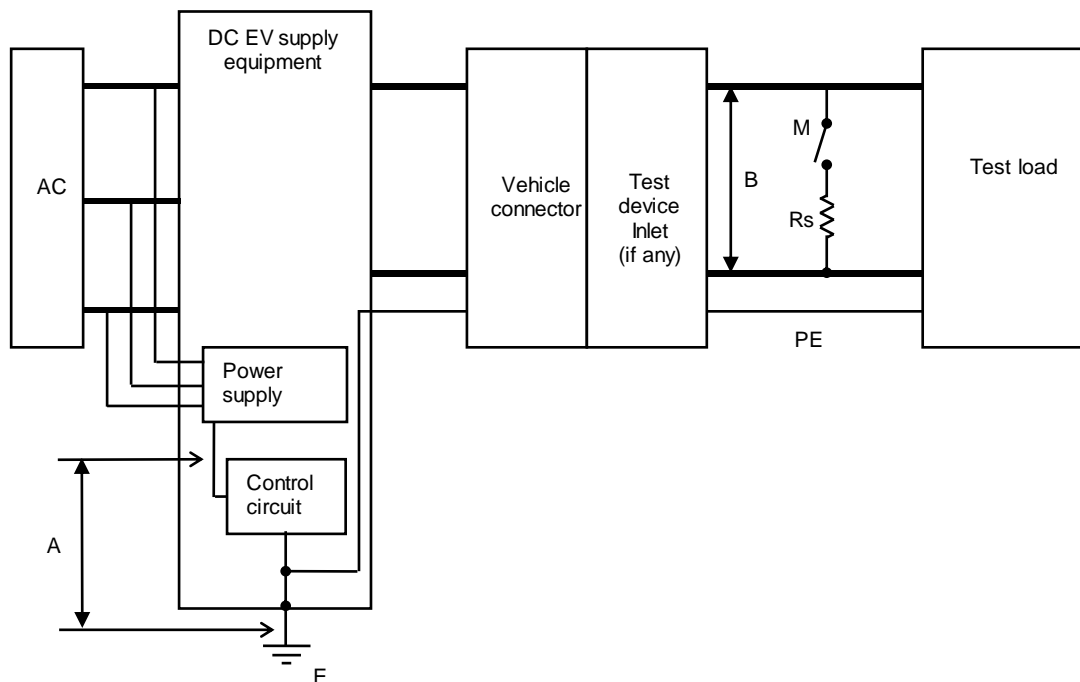 DC EV supply
equipment
AC
Vehicle
connector
Test
device
Inlet
(if any)
B
M
Rs
Test load
PE
Power
supply
Control
circuit
A